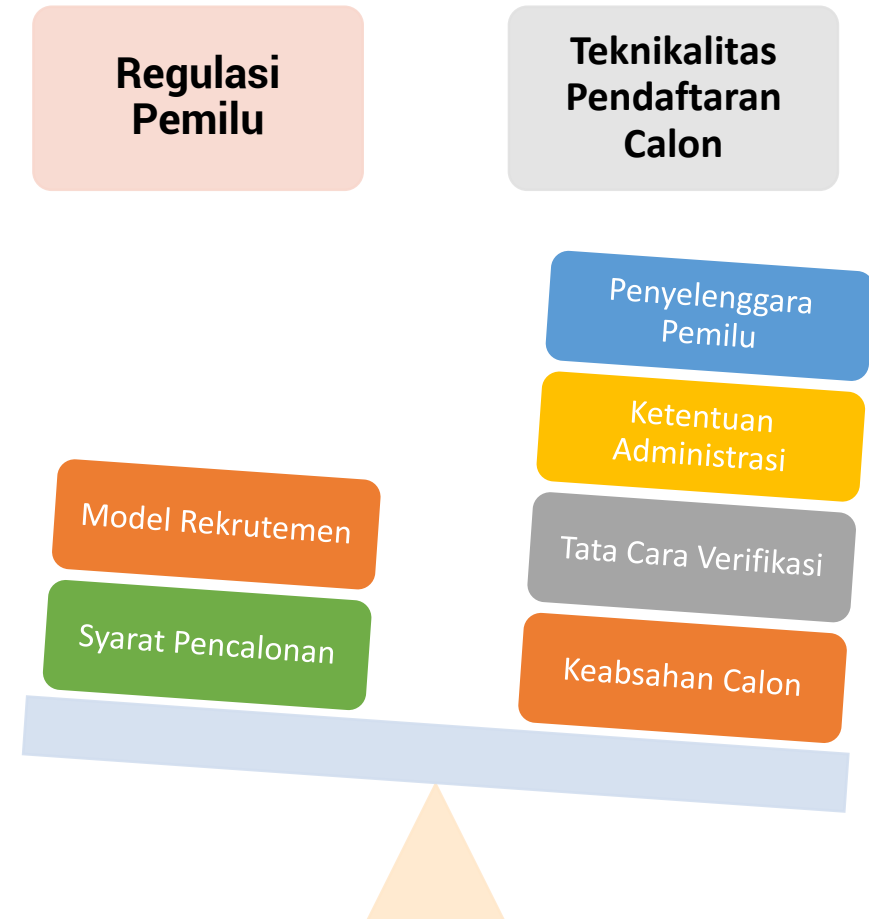 Regulasi
Pemilu
Teknikalitas
Pendaftaran
Calon
Model Rekrutemen
Syarat Pencalonan
Penyelenggara
Pemilu
Ketentuan
Administrasi
Tata Cara Verifikasi
Keabsahan Calon